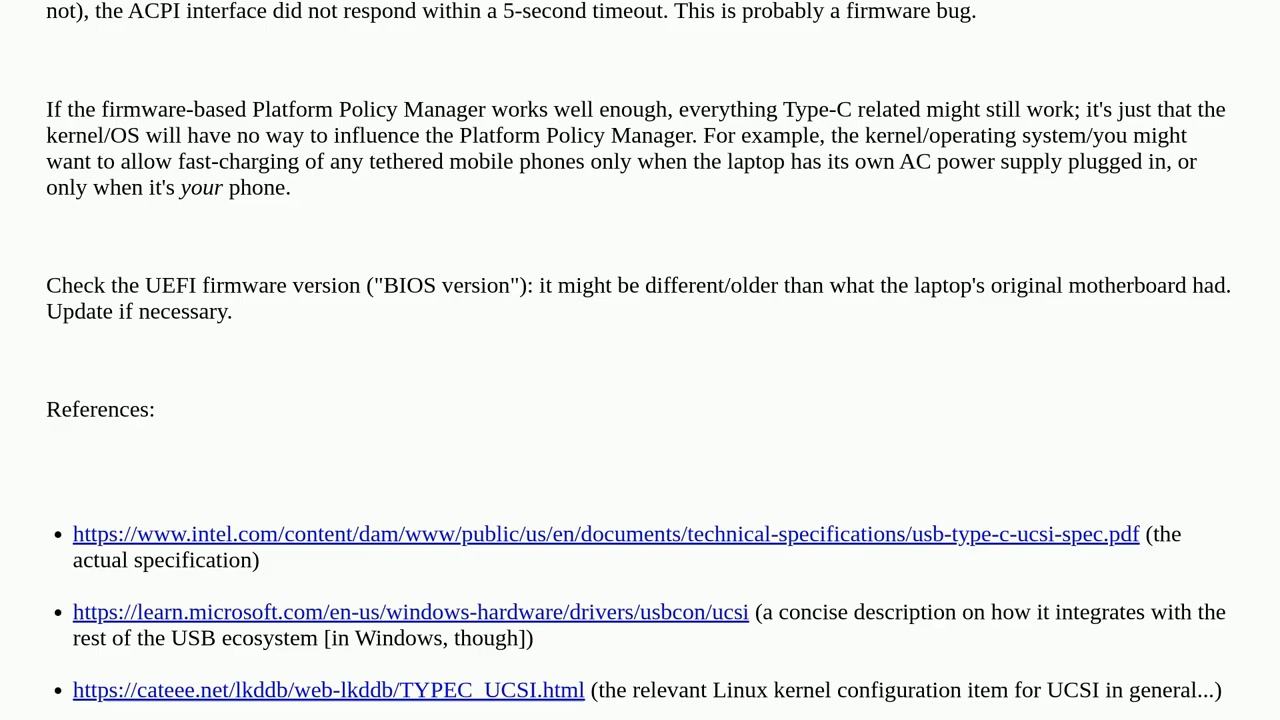 not), the ACPI interface did not respond within a 5-second timeout. This is probably a firmware bug.
If the firmware-based Platform Policy Manager works well enough, everything Type-C related might still work; it's just that the
kernel/OS will have no way to influence the Platform Policy Manager. For example, the kernel/operating system/you might
want to allow fast-charging of any tethered mobile phones only when the laptop has its own AC power supply plugged in, or
only when it's your phone.
Check the UEFI firmware version ("BIOS version"): it might be different/older than what the laptop's original motherboard had.
Update if necessary.
References:
• https://www.intel.com/content/dam/www/public/us/en/documents/technical-specifications/usb-type-c-ucsi-spec.pdf (the
actual specification)
• https://learn.microsoft.com/en-us/windows-hardware/drivers/usbcon/ucsi (a concise description on how it integrates with the
rest of the USB ecosystem [in Windows, though])
• https://cateee.net/lkddb/web-lkddb/TYPEC_UCSI.html (the relevant Linux kernel configuration item for UCSI in general...)